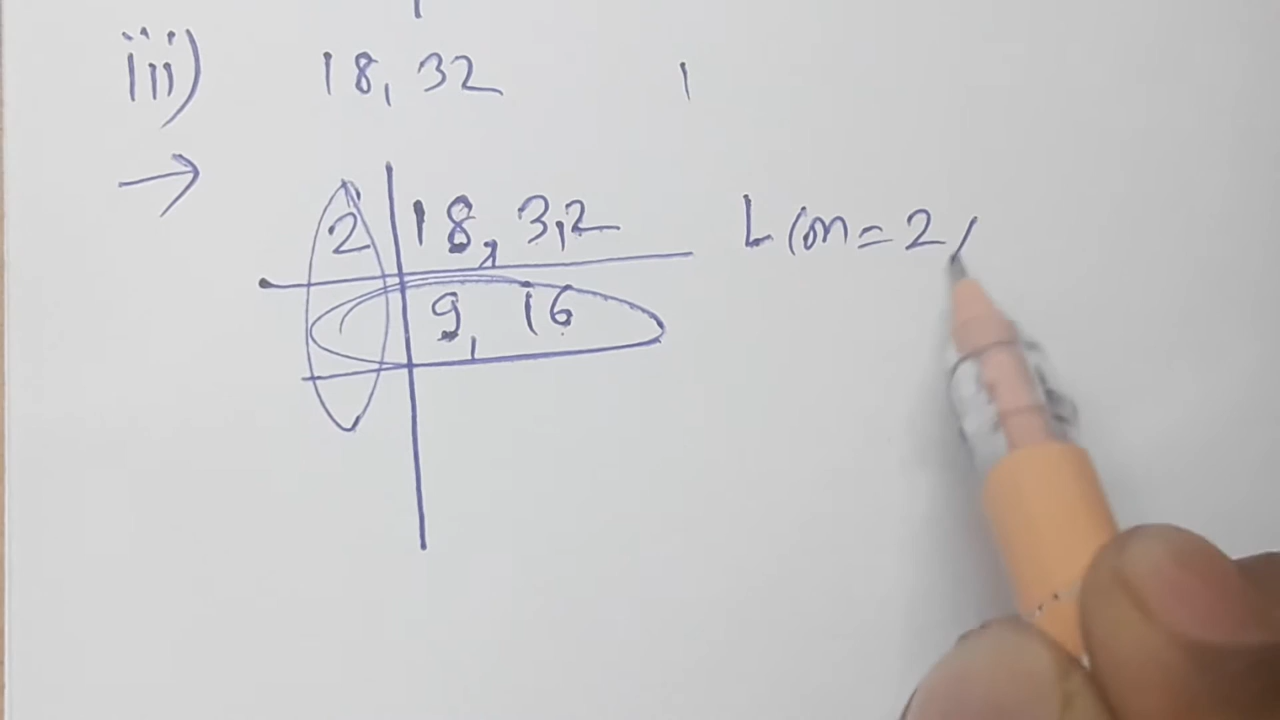 iii) 18, 32
→
2 | 18, 32
9, 16
LCM = 2